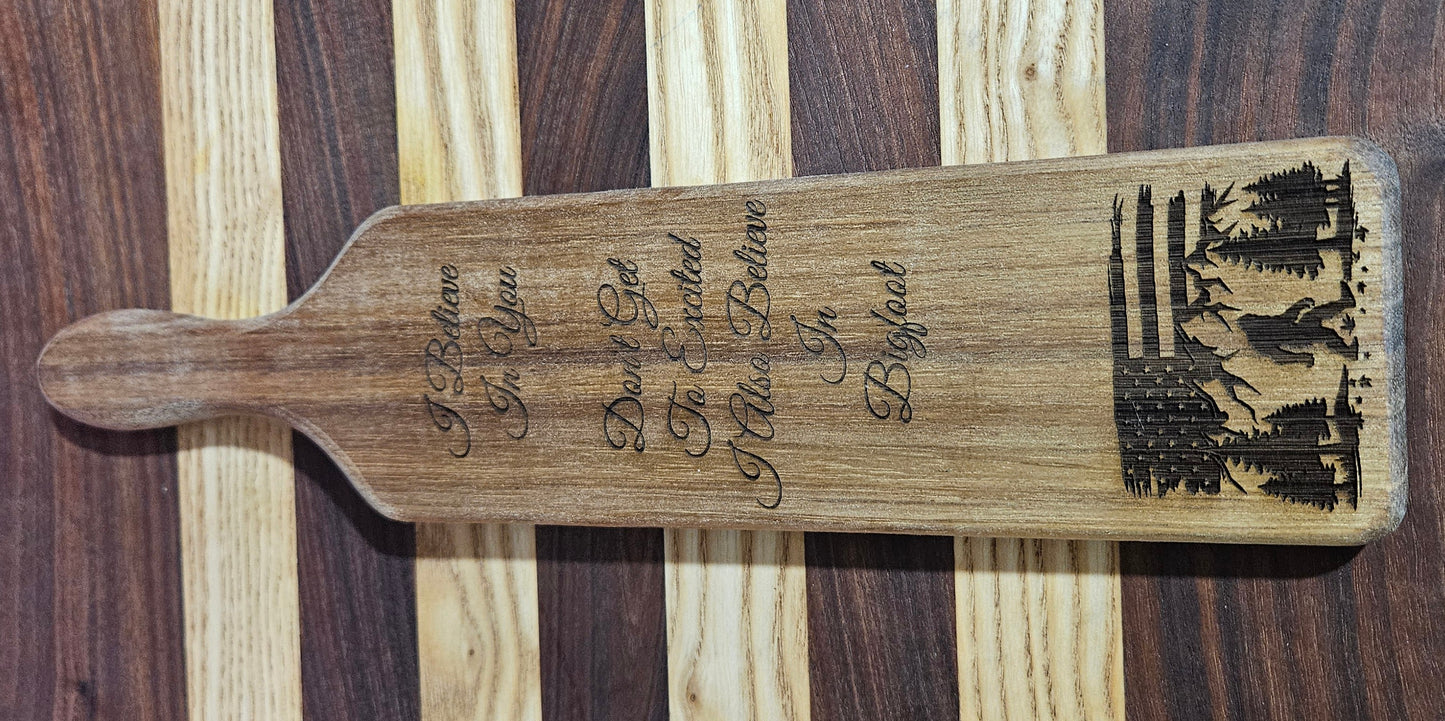 I Believe
In You
Don't Get
To Excited
I Also Believe
In
Bigfoot